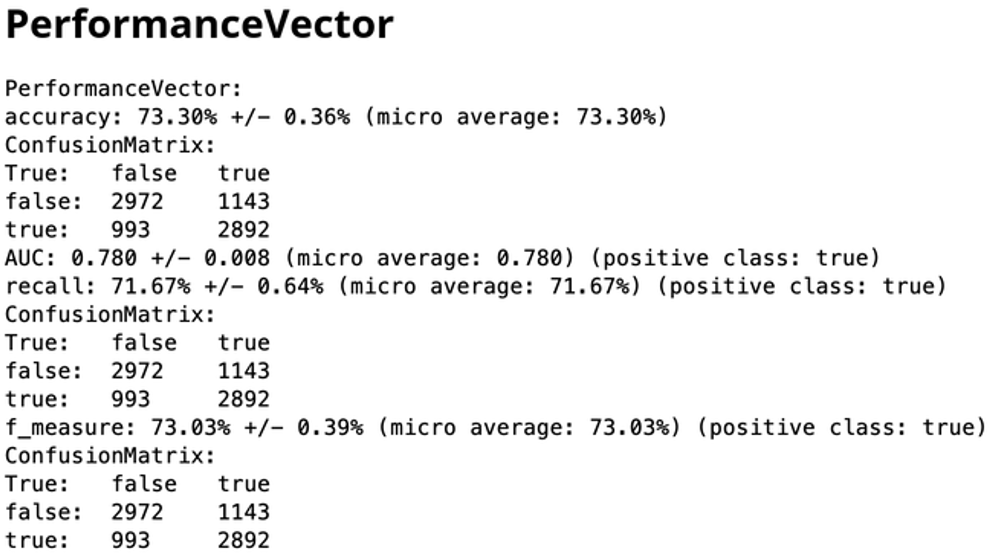 PerformanceVector
PerformanceVector:
accuracy: 73.30% +/- 0.36% (micro average: 73.30%)
ConfusionMatrix:
True:   false   true
false:  2972    1143
true:   993     2892
AUC: 0.780 +/- 0.008 (micro average: 0.780) (positive class: true)
recall: 71.67% +/- 0.64% (micro average: 71.67%) (positive class: true)
ConfusionMatrix:
True:   false   true
false:  2972    1143
true:   993     2892
f_measure: 73.03% +/- 0.39% (micro average: 73.03%) (positive class: true)
ConfusionMatrix:
True:   false   true
false:  2972    1143
true:   993     2892